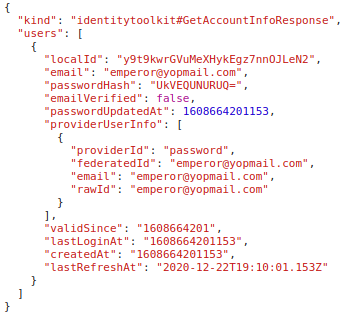 {
  "kind": "identitytoolkit#GetAccountInfoResponse",
  "users": [
    {
      "localId": "y9t9kwrGVuMeXHykEgz7nnOJLeN2",
      "email": "emperor@yopmail.com",
      "passwordHash": "UkVEQUNURUQ=",
      "emailVerified": false,
      "passwordUpdatedAt": 1608664201153,
      "providerUserInfo": [
        {
          "providerId": "password",
          "federatedId": "emperor@yopmail.com",
          "email": "emperor@yopmail.com",
          "rawId": "emperor@yopmail.com"
        }
      ],
      "validSince": "1608664201",
      "lastLoginAt": "1608664201153",
      "createdAt": "1608664201153",
      "lastRefreshAt": "2020-12-22T19:10:01.153Z"
    }
  ]
}